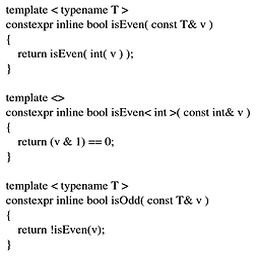 template < typename T >
constexpr inline bool isEven( const T& v )
{
return isEven( int( v ) );
}
template <>
constexpr inline bool isEven< int >( const int& v )
{
return (v & 1) == 0;
}
template < typename T >
constexpr inline bool isOdd( const T& v )
{
return !isEven(v);
}